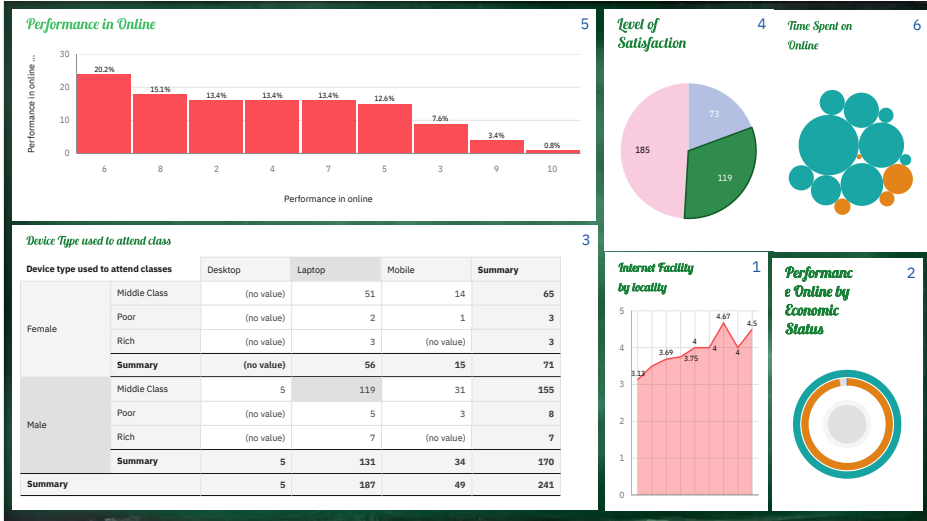 Performance in Online
5
Performance in online ...
30
20
10
0
20.2%
15.1%
13.4%
13.4%
13.4%
12.6%
7.6%
3.4%
0.8%
6
8
2
4
7
5
3
9
10
Performance in online
Level of
Satisfaction
4
73
185
119
Time Spent on
Online
6
Device Type used to attend class
3
Device type used to attend classes Desktop Laptop Mobile Summary
Female
Middle Class (no value) 51 14 65
Poor (no value) 2 1 3
Rich (no value) 3 (no value) 3
Summary (no value) 56 15 71
Male
Middle Class 5 119 31 155
Poor (no value) 5 3 8
Rich (no value) 7 (no value) 7
Summary 5 131 34 170
Summary 5 187 49 241
Internet Facility
by locality
1
5
4
3
2
1
0
3.13
3.69
3.75
4
4
4.67
4
4.5
Performanc
e Online by
Economic
Status
2